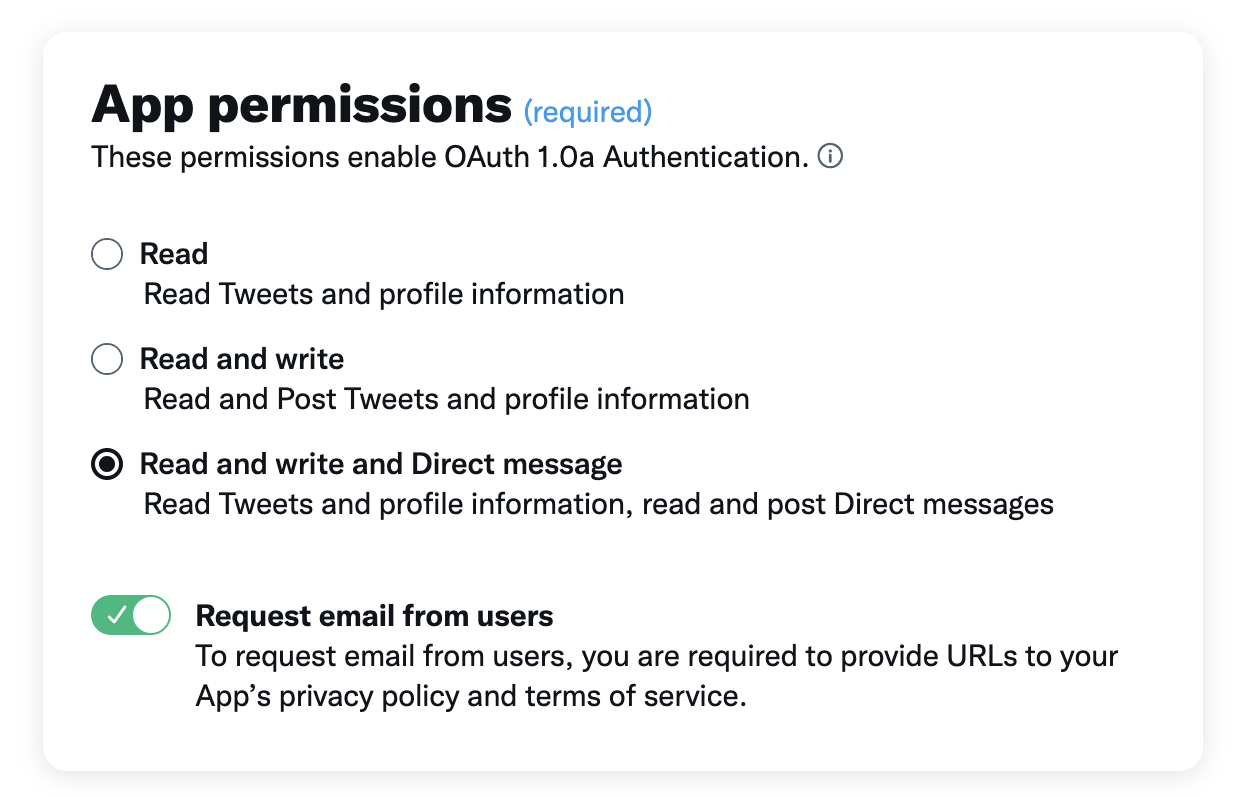 App permissions (required)
These permissions enable OAuth 1.0a Authentication.
Read
Read Tweets and profile information
Read and write
Read and Post Tweets and profile information
Read and write and Direct message
Read Tweets and profile information, read and post Direct messages
Request email from users
To request email from users, you are required to provide URLs to your
App’s privacy policy and terms of service.